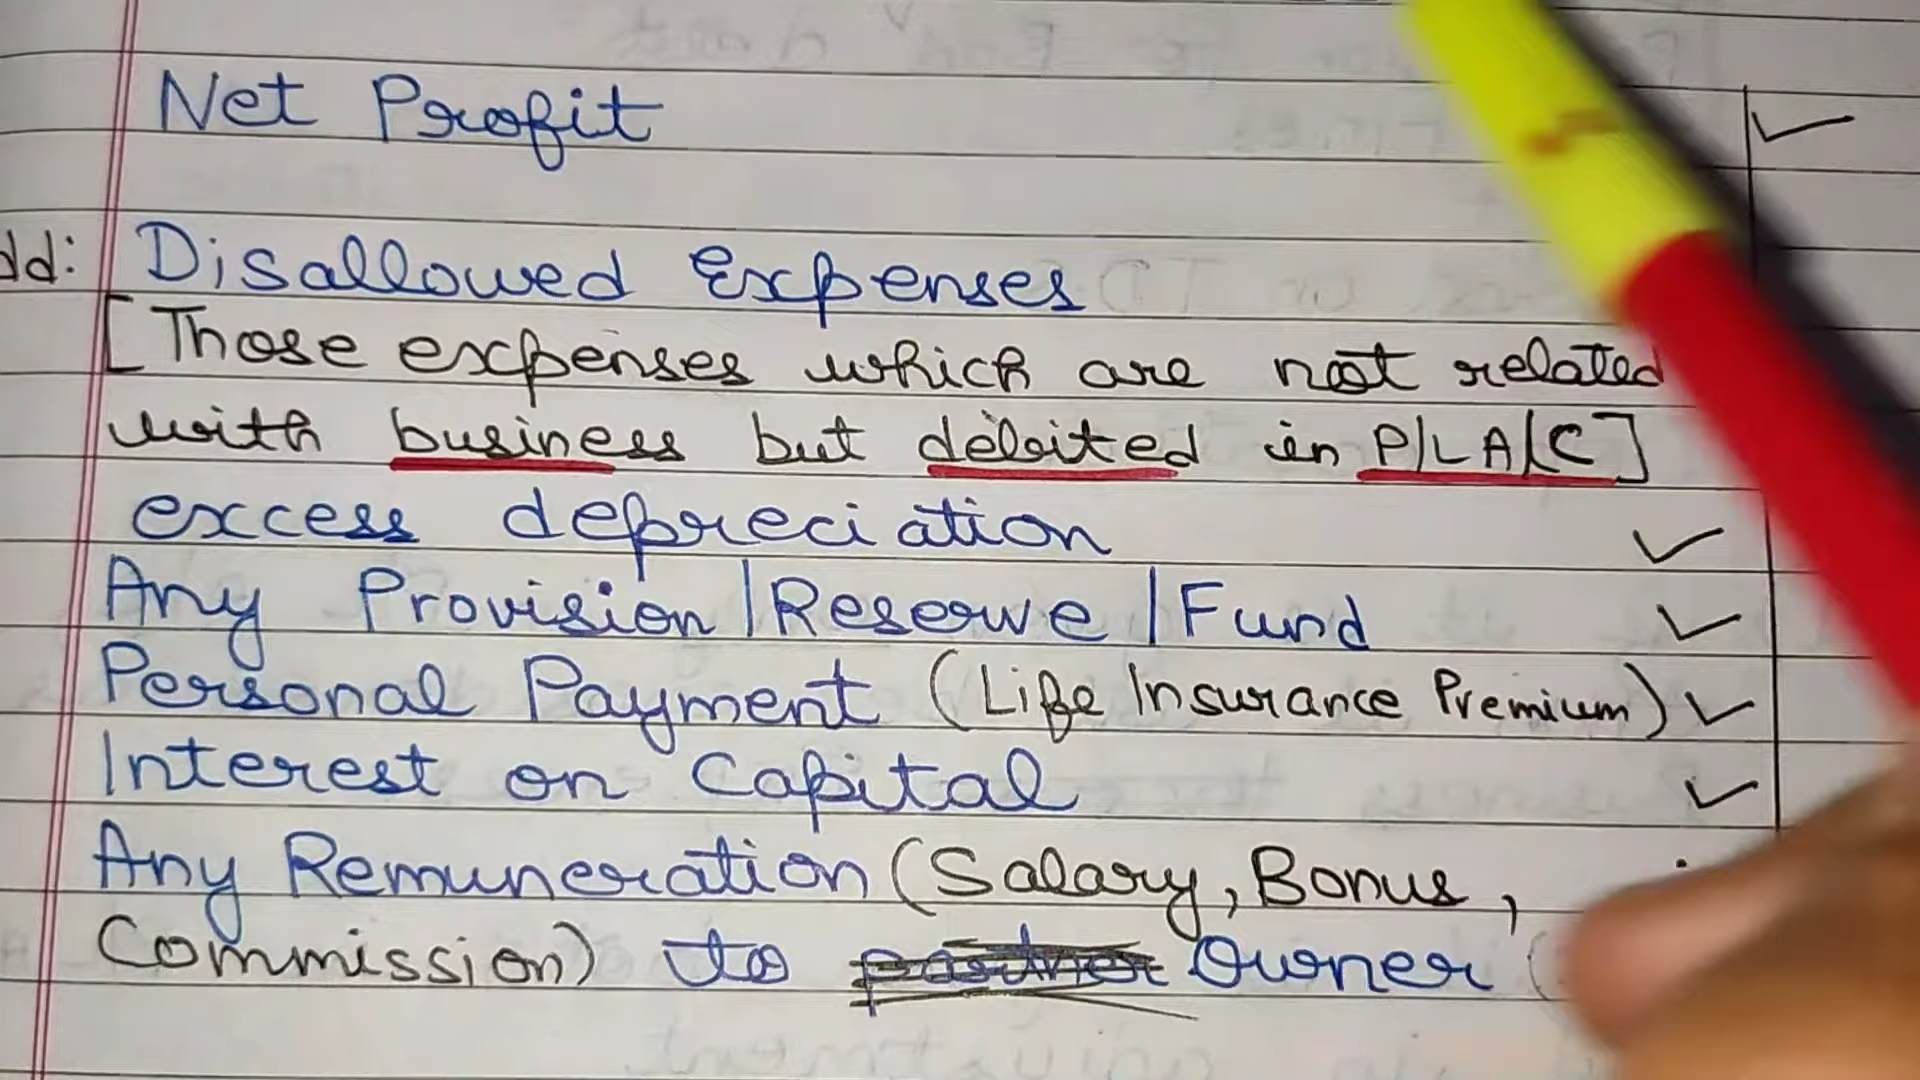 Net Profit
dd: Disallowed Expenses
[Those expenses which are not related
with business but debited in P/L A/C]
excess depreciation
Any Provision/Reserve/Fund
Personal Payment (Life Insurance Premium)
Interest on Capital
Any Remuneration (Salary, Bonus,
Commission) to partner Owner (